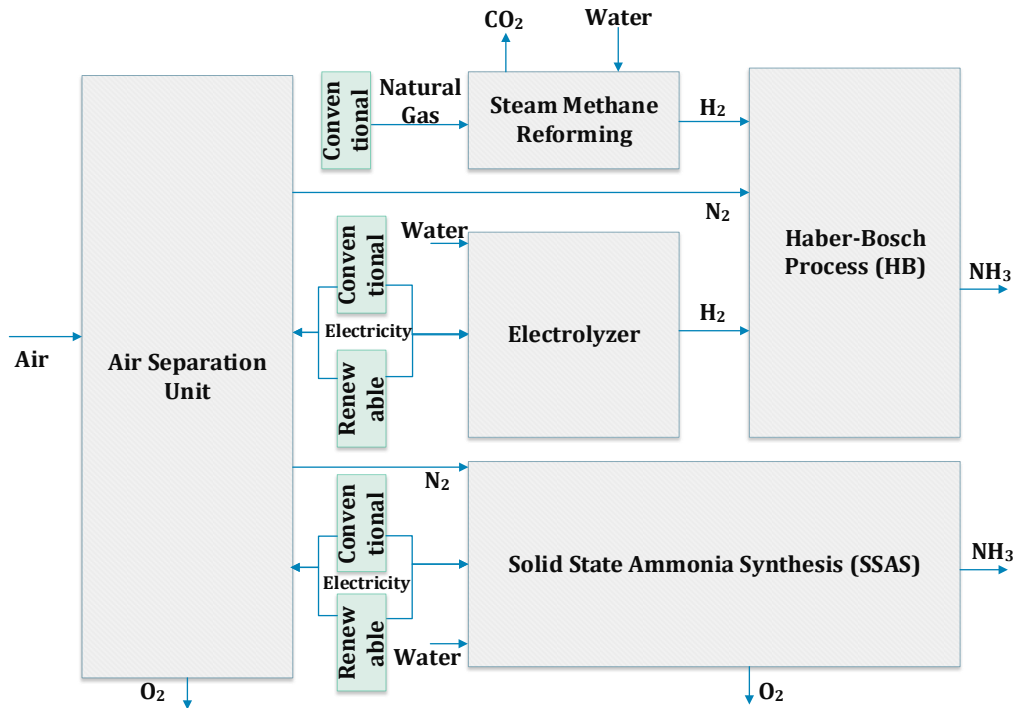 CO₂
Water
Conven
tional
Natural
Gas
Steam Methane
Reforming
H₂
N₂
Haber-Bosch
Process (HB)
NH₃
Water
Conven
tional
Electricity
Renew
able
Electrolyzer
H₂
Air
Air Separation
Unit
N₂
Conven
tional
Electricity
Renew
able
Water
Solid State Ammonia Synthesis (SSAS)
NH₃
O₂
O₂